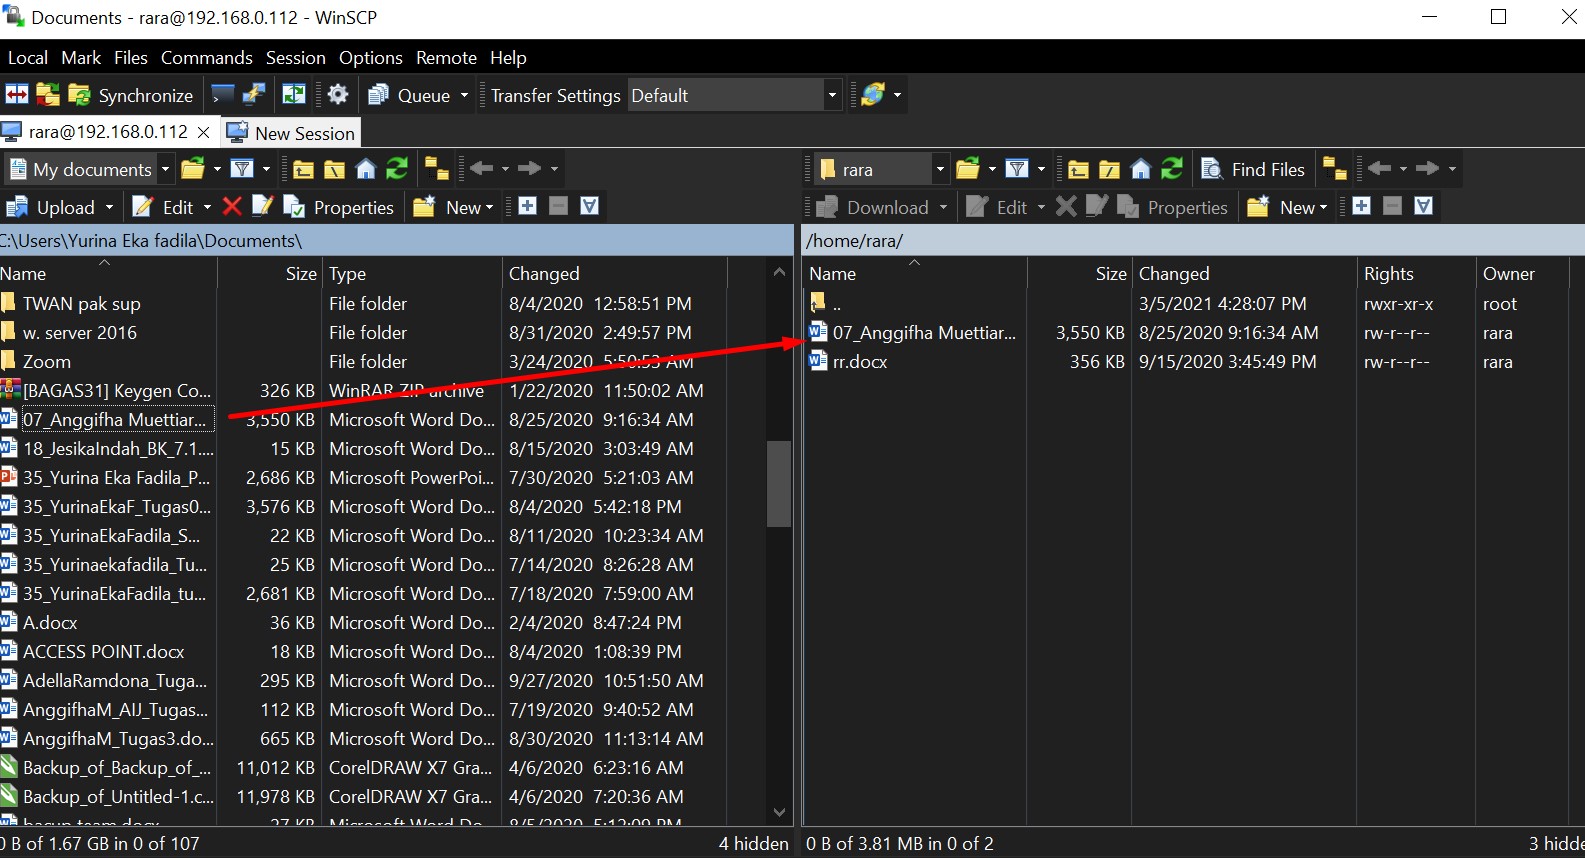 Documents - rara@192.168.0.112 - WinSCP
Local Mark Files Commands Session Options Remote Help
Synchronize Queue Transfer Settings Default
rara@192.168.0.112 New Session
My documents
Upload Edit Properties New
C:\Users\Yurina Eka fadila\Documents\
Name Size Type Changed
TWAN pak sup File folder 8/4/2020 12:58:51 PM
w. server 2016 File folder 8/31/2020 2:49:57 PM
Zoom File folder 3/24/2020 5:50:53 AM
[BAGAS31] Keygen Co... 326 KB WinRAR ZIP archive 1/22/2020 11:50:02 AM
07_Anggifha Muettiar... 3,550 KB Microsoft Word Do... 8/25/2020 9:16:34 AM
18_JesikaIndah_BK_7.1.... 15 KB Microsoft Word Do... 8/15/2020 3:03:49 AM
35_Yurina Eka Fadila_P... 2,686 KB Microsoft PowerPoi... 7/30/2020 5:21:03 AM
35_YurinaEkaF_Tugas0... 3,576 KB Microsoft Word Do... 8/4/2020 5:42:18 PM
35_YurinaEkaFadila_S... 22 KB Microsoft Word Do... 8/11/2020 10:23:34 AM
35_Yurinaekafadila_Tu... 25 KB Microsoft Word Do... 7/14/2020 8:26:28 AM
35_YurinaEkaFadila_tu... 2,681 KB Microsoft Word Do... 7/18/2020 7:59:00 AM
A.docx 36 KB Microsoft Word Do... 2/4/2020 8:47:24 PM
ACCESS POINT.docx 18 KB Microsoft Word Do... 8/4/2020 1:08:39 PM
AdellaRamdona_Tuga... 295 KB Microsoft Word Do... 9/27/2020 10:51:50 AM
AnggifhaM_AIJ_Tugas... 112 KB Microsoft Word Do... 7/19/2020 9:40:52 AM
AnggifhaM_Tugas3.do... 665 KB Microsoft Word Do... 8/30/2020 11:13:14 AM
Backup_of_Backup_of_... 11,012 KB CorelDRAW X7 Gra... 4/6/2020 6:23:16 AM
Backup_of_Untitled-1.c... 11,978 KB CorelDRAW X7 Gra... 4/6/2020 7:20:36 AM
bacup team.docx 27 KB Microsoft Word Do... 8/5/2020 5:12:09 PM
0 B of 1.67 GB in 0 of 107 4 hidden
rara Find Files
Download Edit Properties New
/home/rara/
Name Size Changed Rights Owner
.. 3/5/2021 4:28:07 PM rwxr-xr-x root
07_Anggifha Muettiar... 3,550 KB 8/25/2020 9:16:34 AM rw-r--r-- rara
rr.docx 356 KB 9/15/2020 3:45:49 PM rw-r--r-- rara
0 B of 3.81 MB in 0 of 2 3 hidde